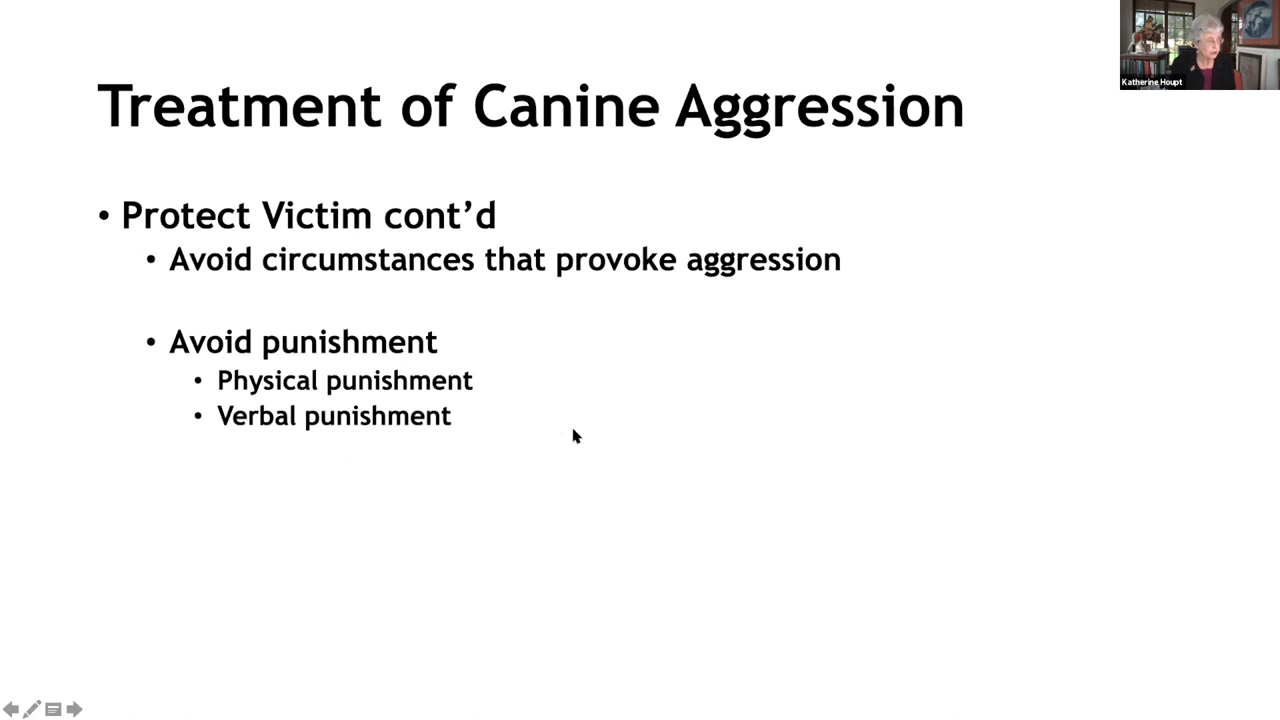 Katherine Houpt
Treatment of Canine Aggression
• Protect Victim cont’d
• Avoid circumstances that provoke aggression
• Avoid punishment
• Physical punishment
• Verbal punishment